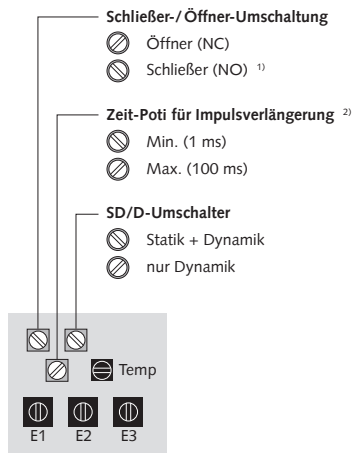 Schließer-/Öffner-Umschaltung
Öffner (NC)
Schließer (NO) 1)
Zeit-Poti für Impulsverlängerung 2)
Min. (1 ms)
Max. (100 ms)
SD/D-Umschalter
Statik + Dynamik
nur Dynamik
Temp
E1 E2 E3